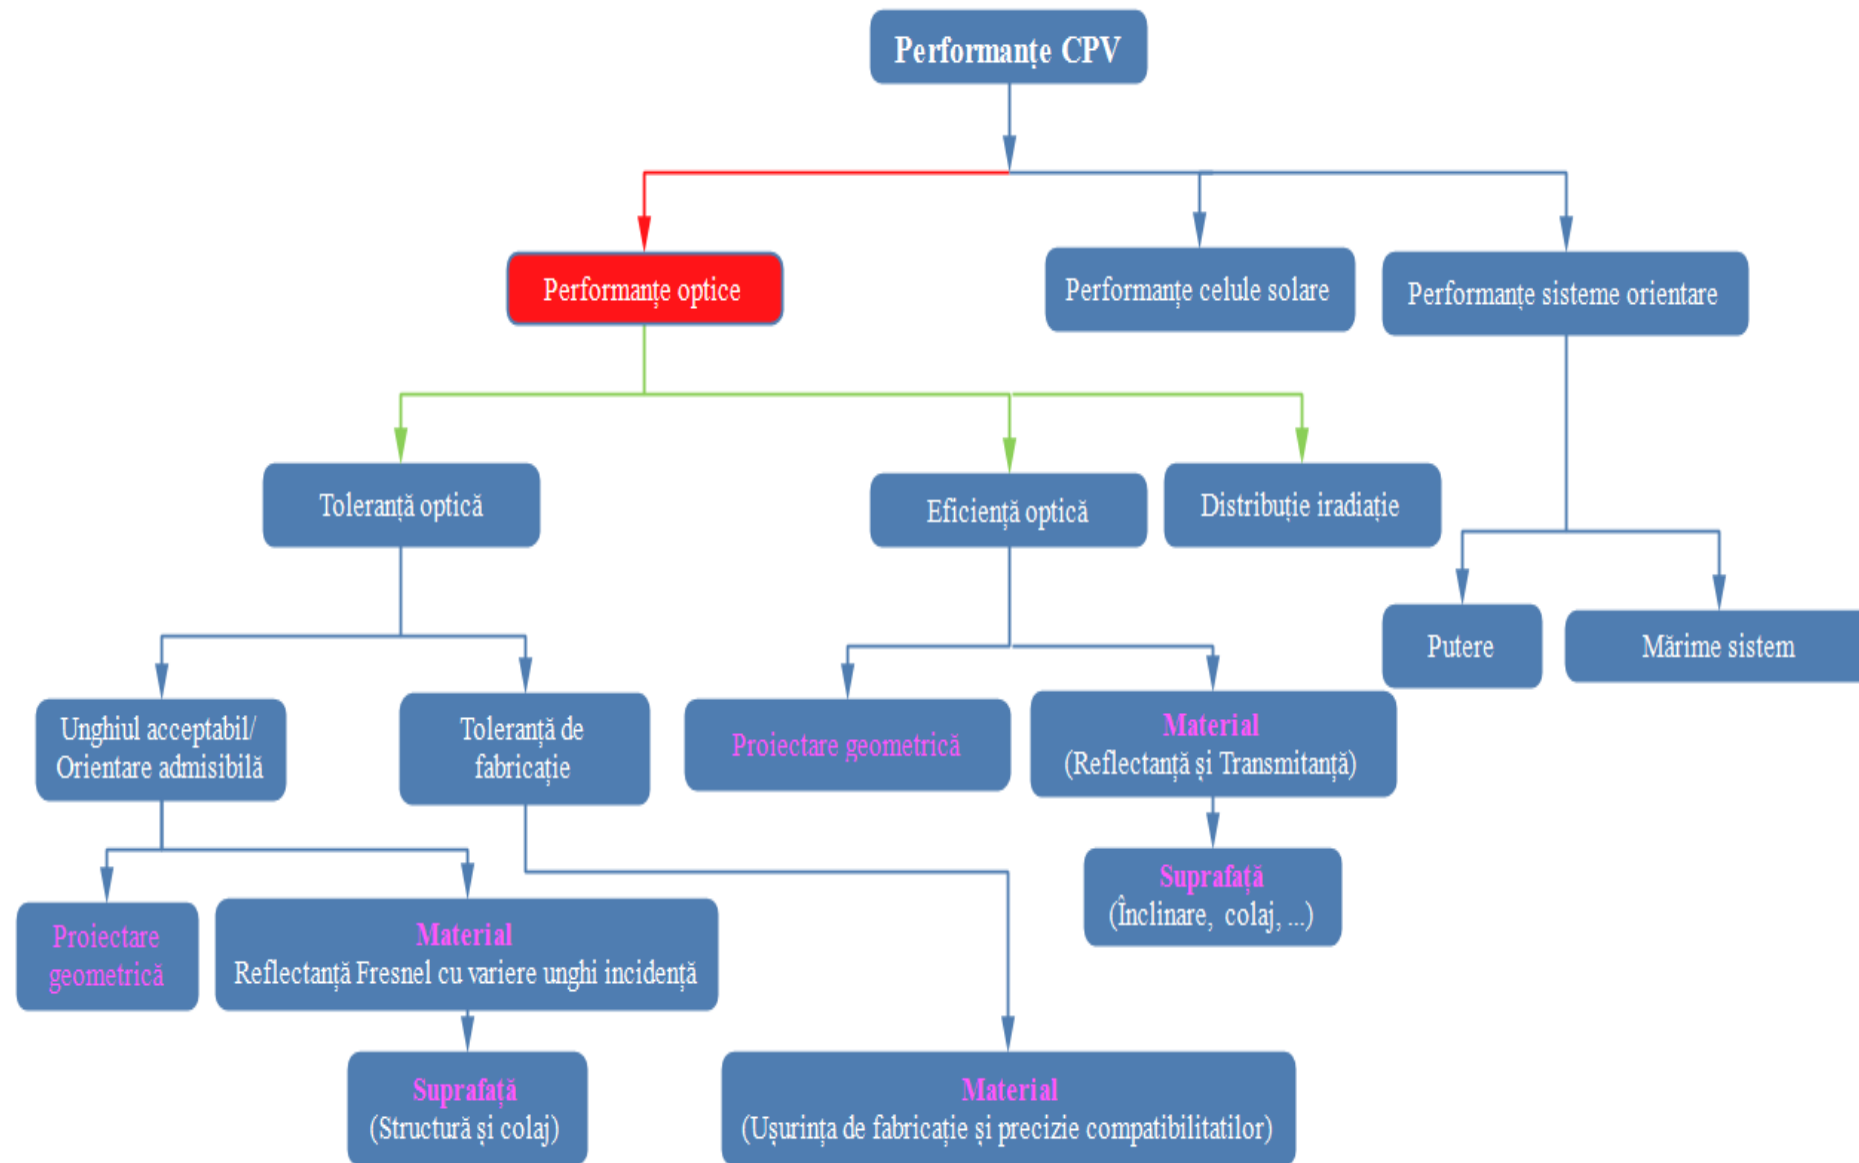 Performanțe CPV
Performanțe optice
Performanțe celule solare
Performanțe sisteme orientare
Toleranță optică
Eficiență optică
Distribuție iradiație
Putere
Mărime sistem
Unghiul acceptabil/
Orientare admisibilă
Toleranță de
fabricație
Proiectare geometrică
Material
(Reflectanță și Transmitanță)
Suprafață
(Înclinare, colaj, ...)
Proiectare
geometrică
Material
Reflectanță Fresnel cu variere unghi incidență
Suprafață
(Structură și colaj)
Material
(Ușurința de fabricație și precizie compatibilitatilor)